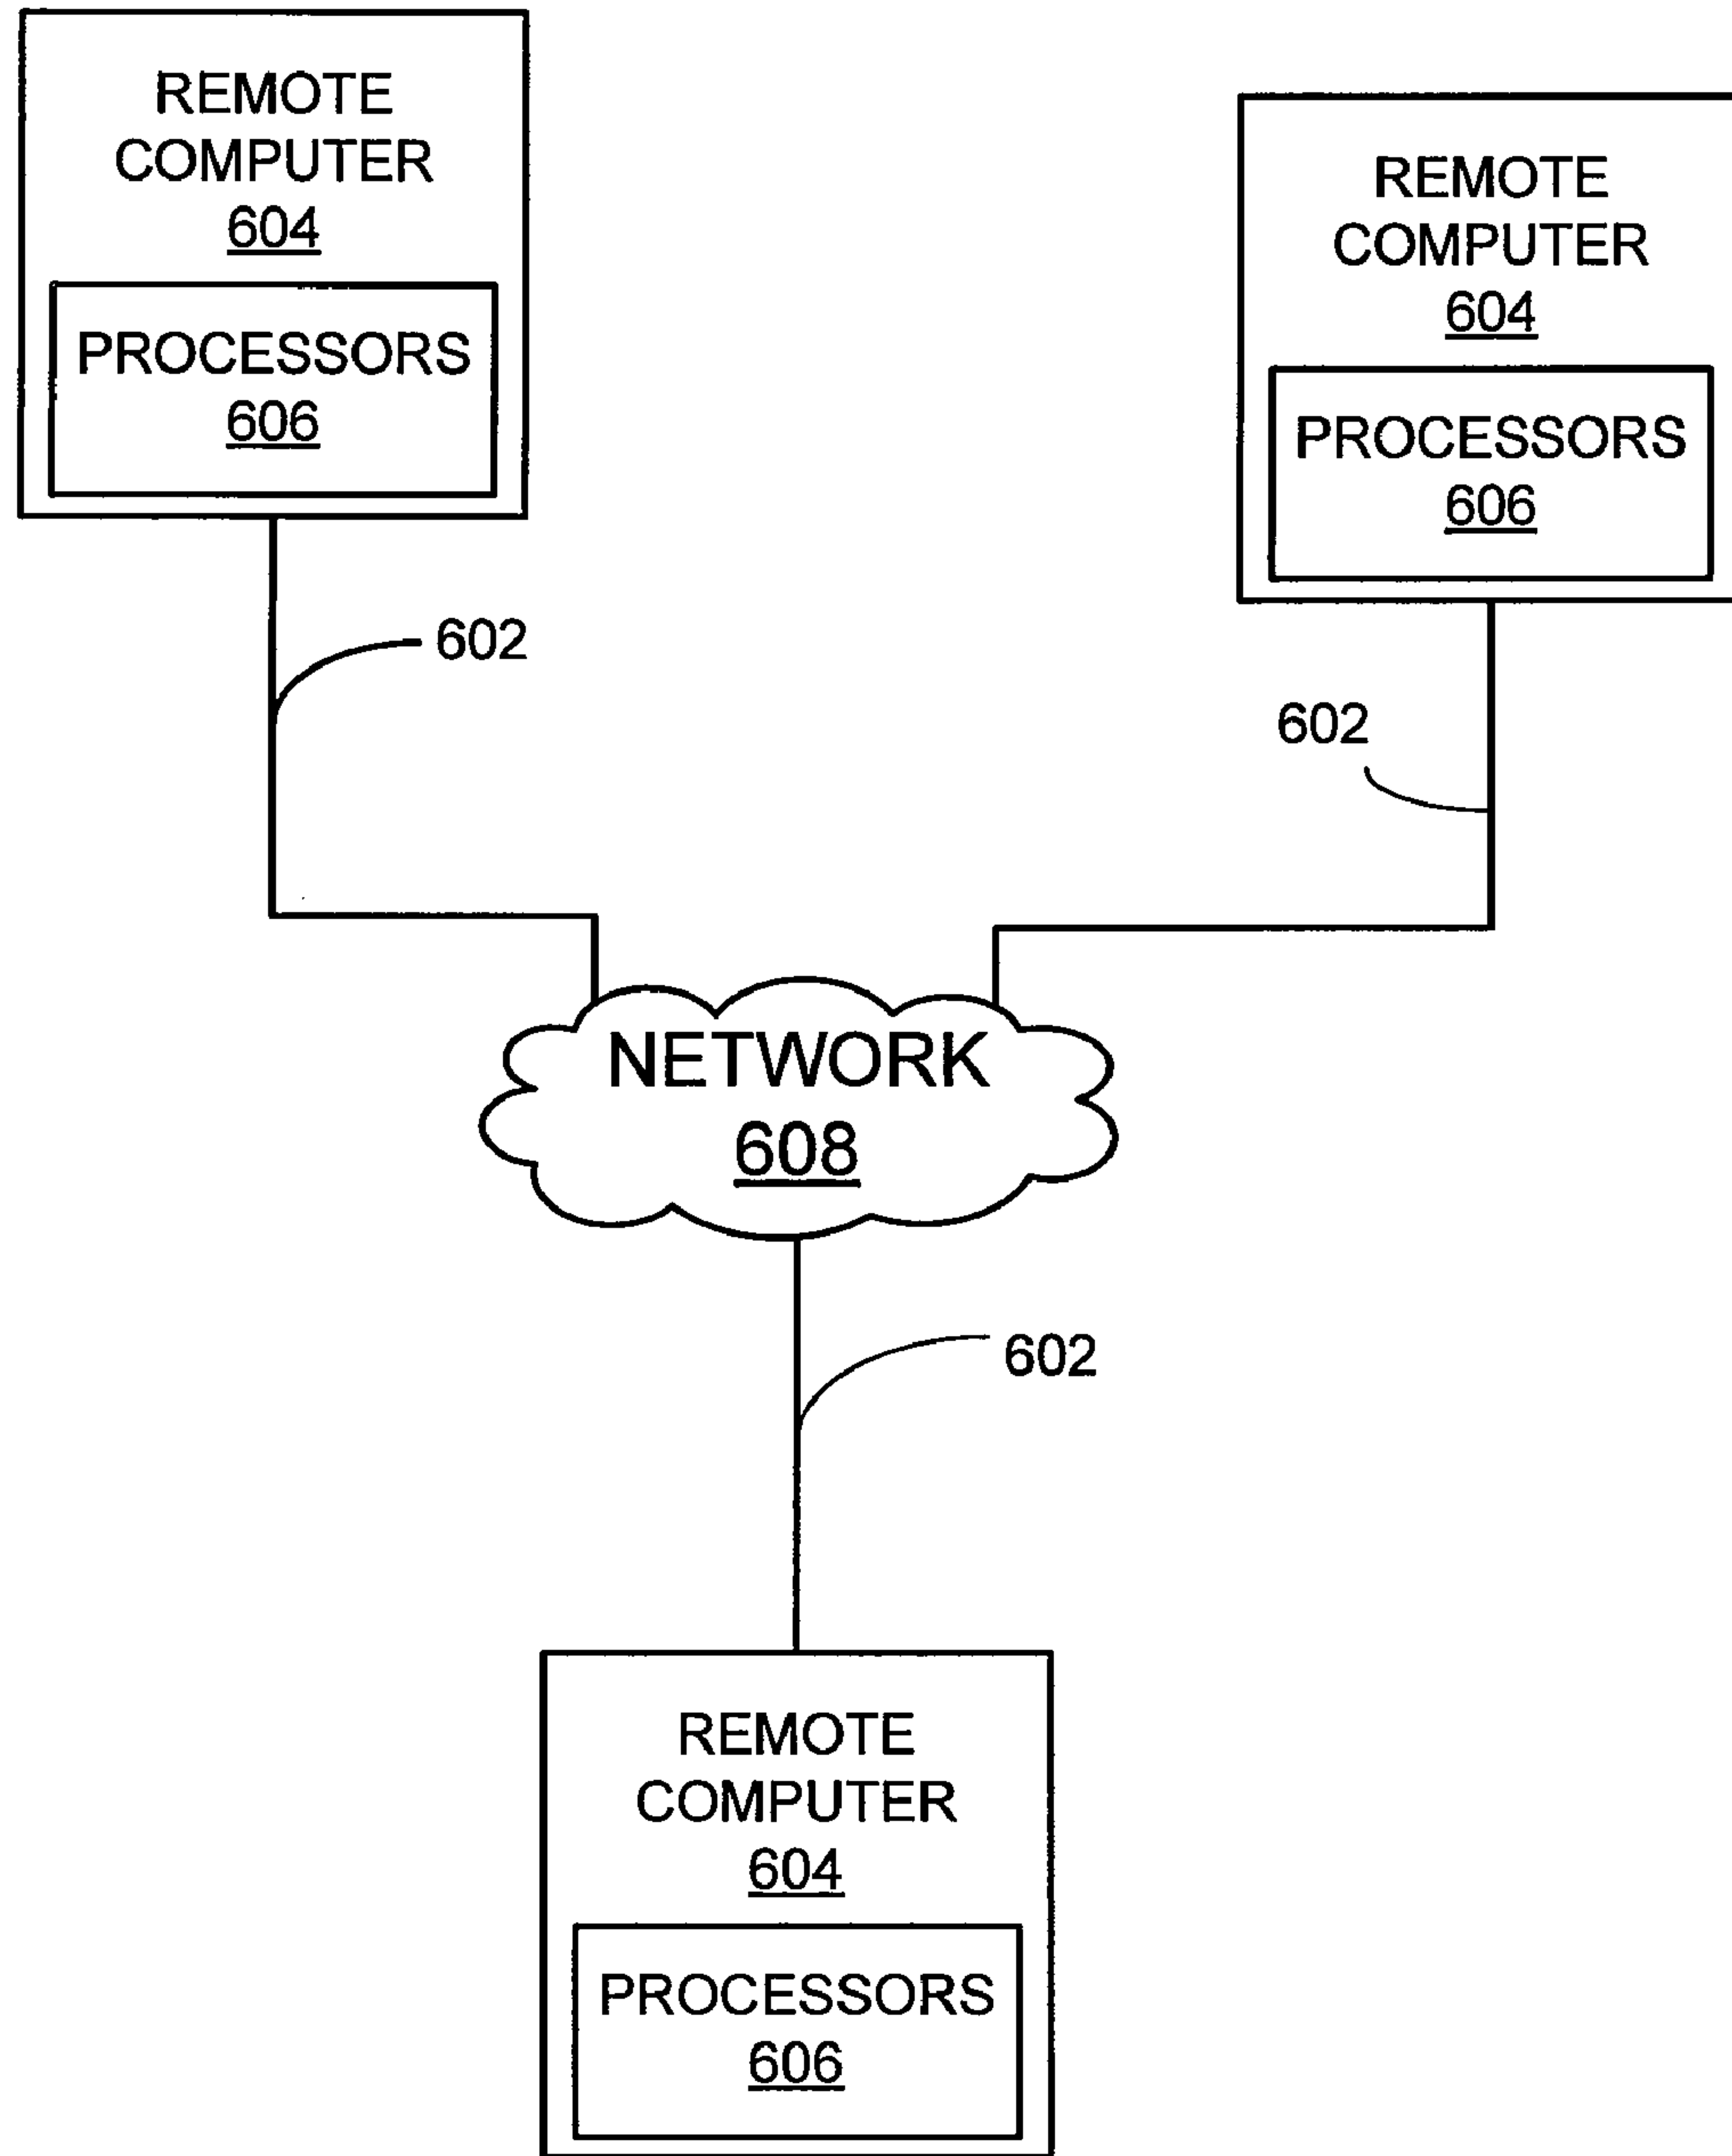 REMOTE
COMPUTER
604
PROCESSORS
606
REMOTE
COMPUTER
604
PROCESSORS
606
602
602
NETWORK
608
602
REMOTE
COMPUTER
604
PROCESSORS
606